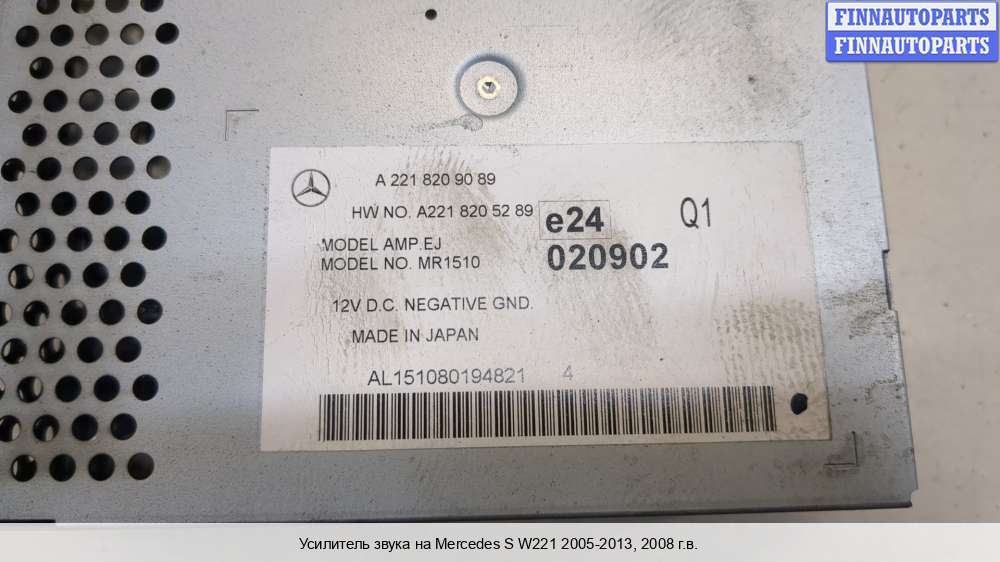 FINNAUTOPARTS
FINNAUTOPARTS
A 221 820 90 89
HW NO. A221 820 52 89
e24
Q1
MODEL AMP.EJ
020902
MODEL NO. MR1510
12V D.C. NEGATIVE GND.
MADE IN JAPAN
AL151080194821 4
Усилитель звука на Mercedes S W221 2005-2013, 2008 г.в.